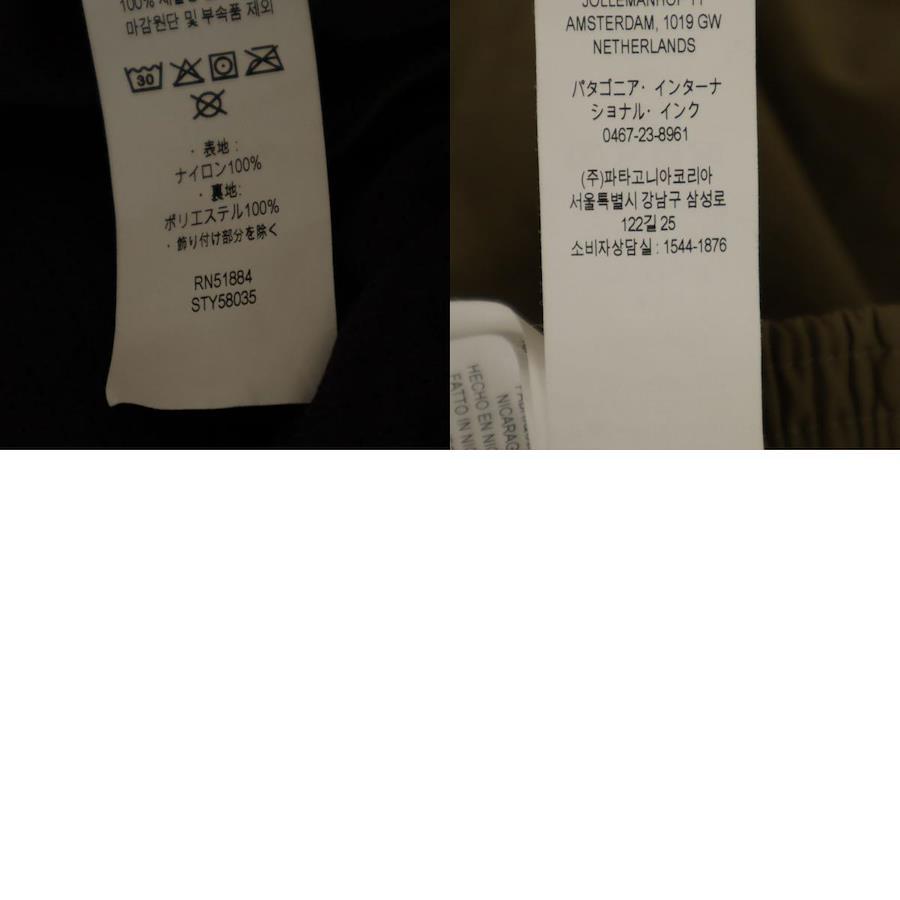 마감원단 및 부속품 제외
30
・表地:
ナイロン100%
・裏地:
ポリエステル100%
・飾り付け部分を除く
RN51884
STY58035
AMSTERDAM, 1019 GW
NETHERLANDS
パタゴニア・インターナ
ショナル・インク
0467-23-8961
(주)파타고니아코리아
서울특별시 강남구 삼성로
122길 25
소비자상담실 : 1544-1876
HECHO EN
FATTO IN